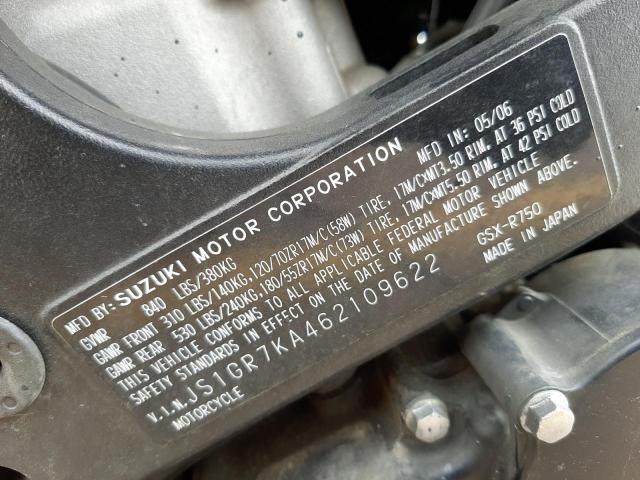 MFD BY: SUZUKI MOTOR CORPORATION MFD IN: 05/06
GVWR 840 LBS/380KG
GAWR FRONT 310 LBS/140KG,120/70ZR17M/C(58W) TIRE, 17M/CXMT3.50 RIM. AT 36 PSI COLD
GAWR REAR 530 LBS/240KG,180/55ZR17M/C(73W) TIRE, 17M/CXMT5.50 RIM. AT 42 PSI COLD
THIS VEHICLE CONFORMS TO ALL APPLICABLE FEDERAL MOTOR VEHICLE
SAFETY STANDARDS IN EFFECT ON THE DATE OF MANUFACTURE SHOWN ABOVE.
V.I.N. JS1GR7KA462109622 GSX-R750
MOTORCYCLE MADE IN JAPAN